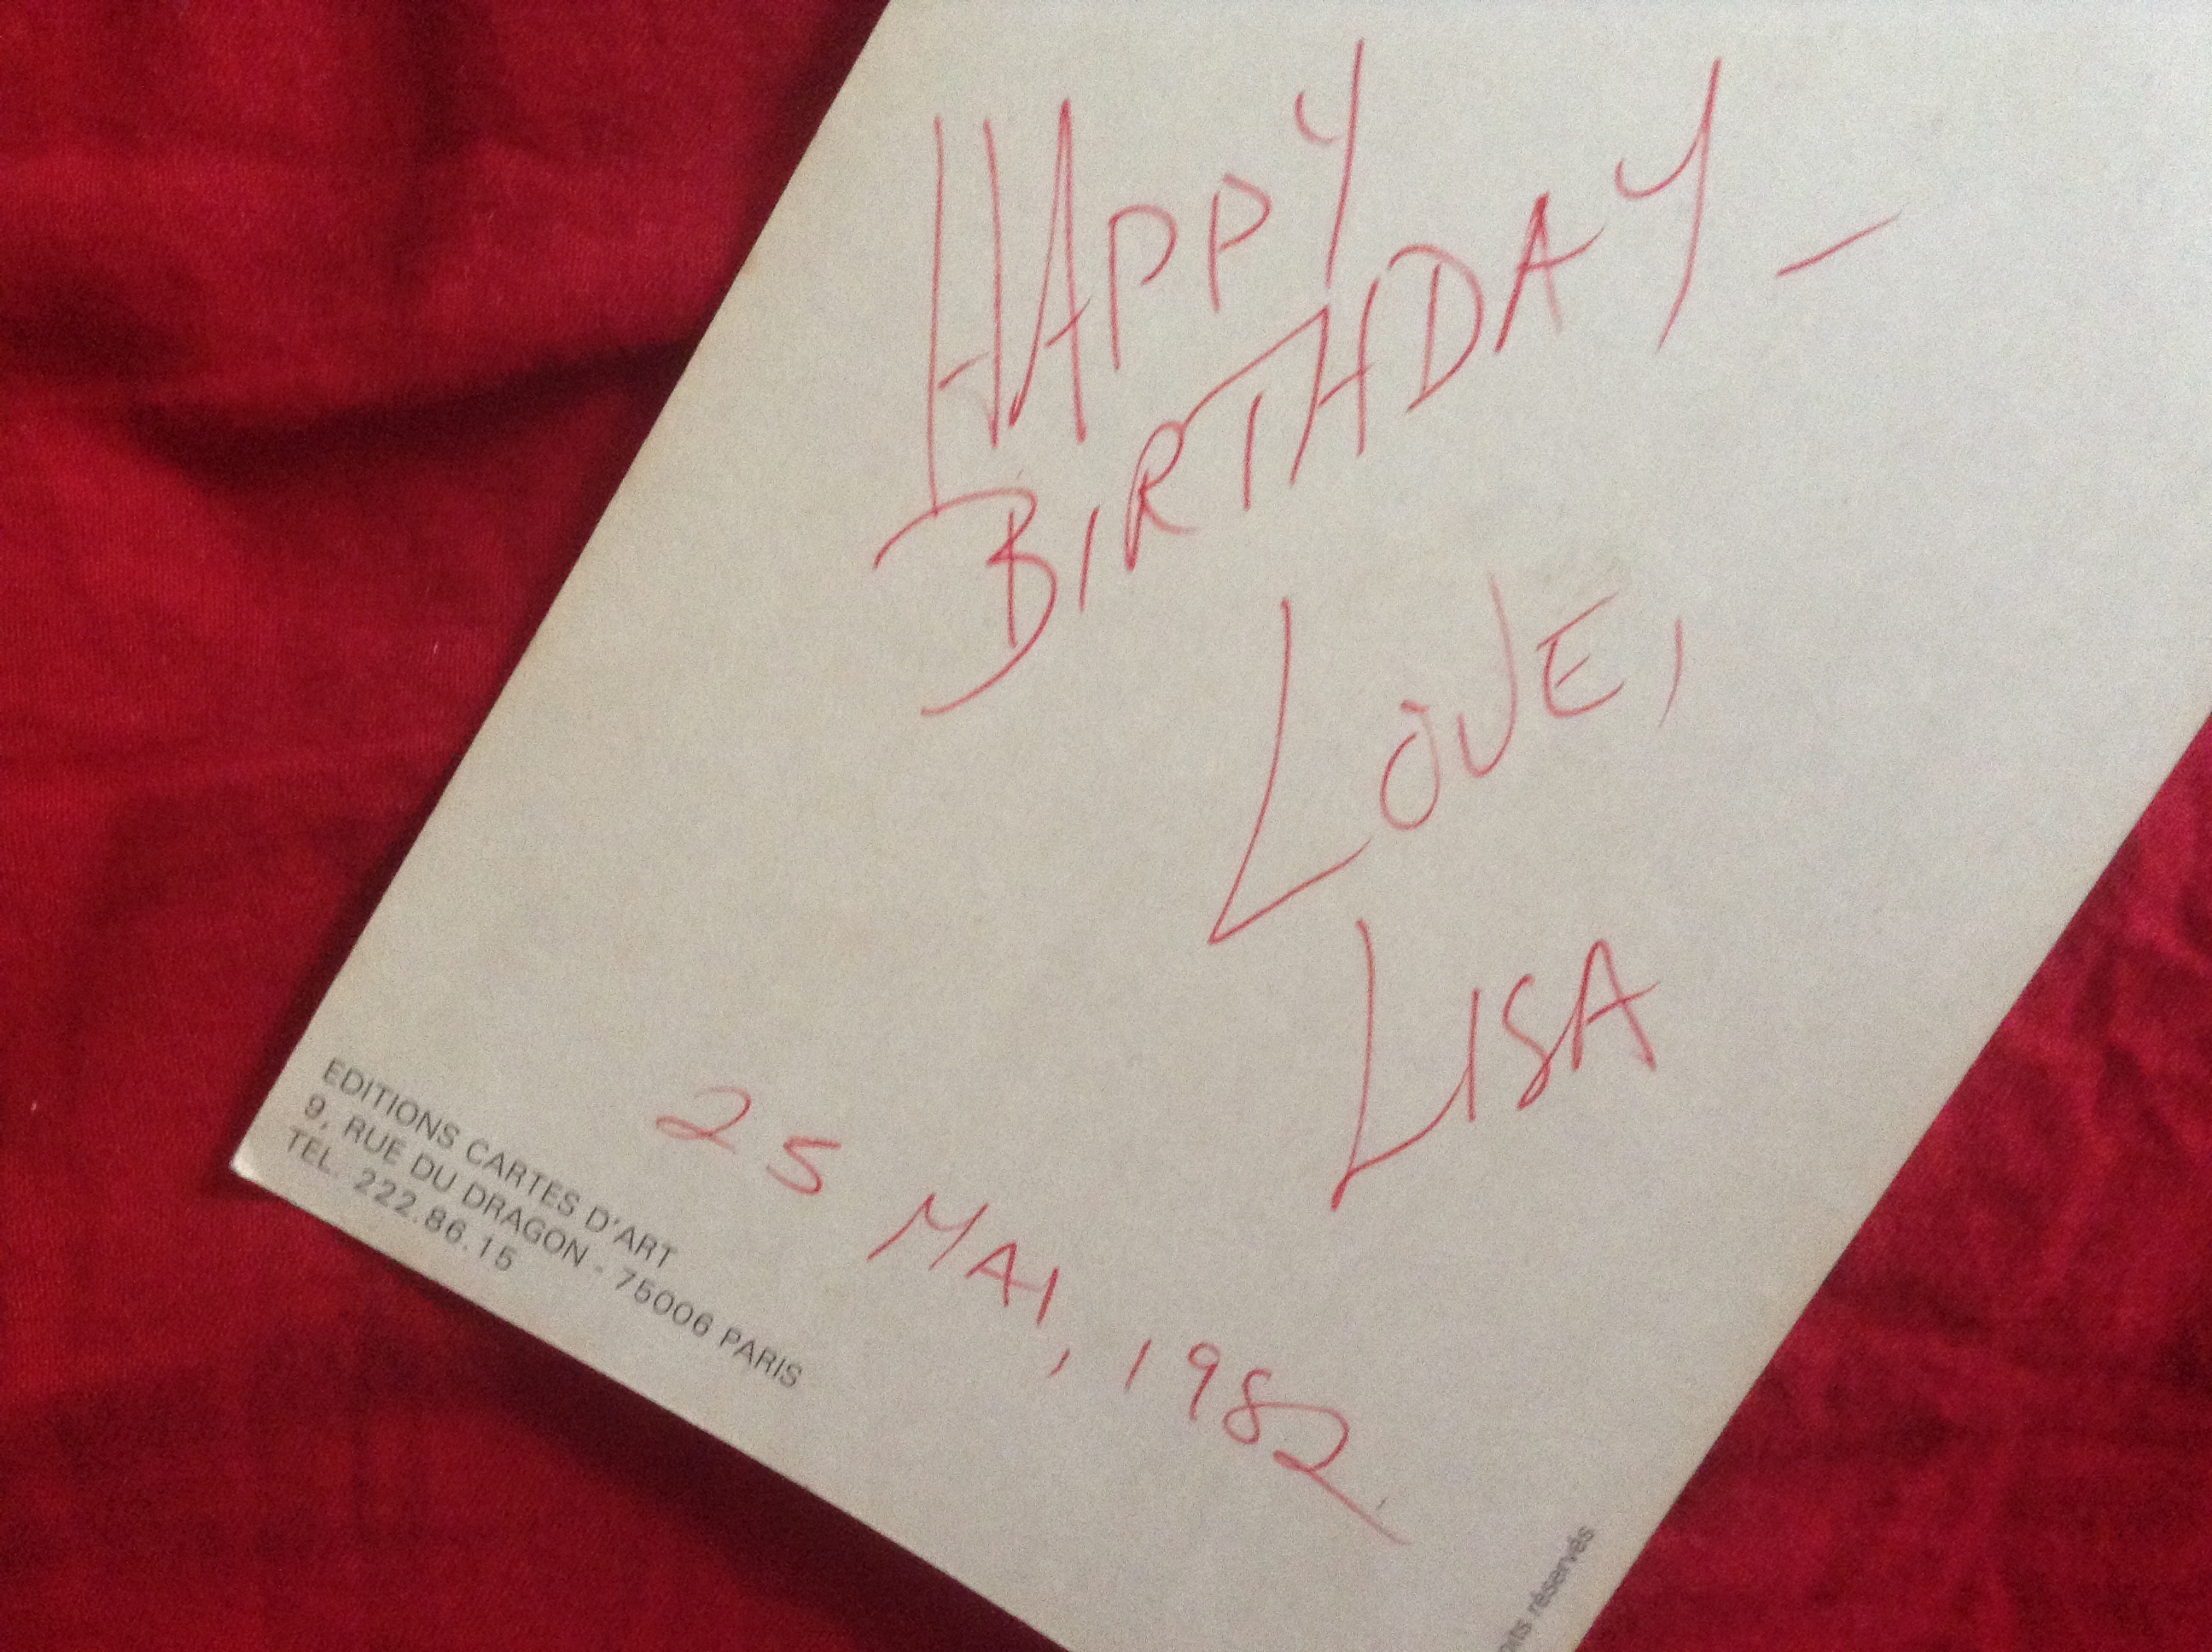 HAPPY
BIRTHDAY —
LOVE,
LISA
25 MAI, 1982
EDITIONS CARTES D'ART
9, RUE DU DRAGON - 75006 PARIS
TEL. 222.86.15
réservés